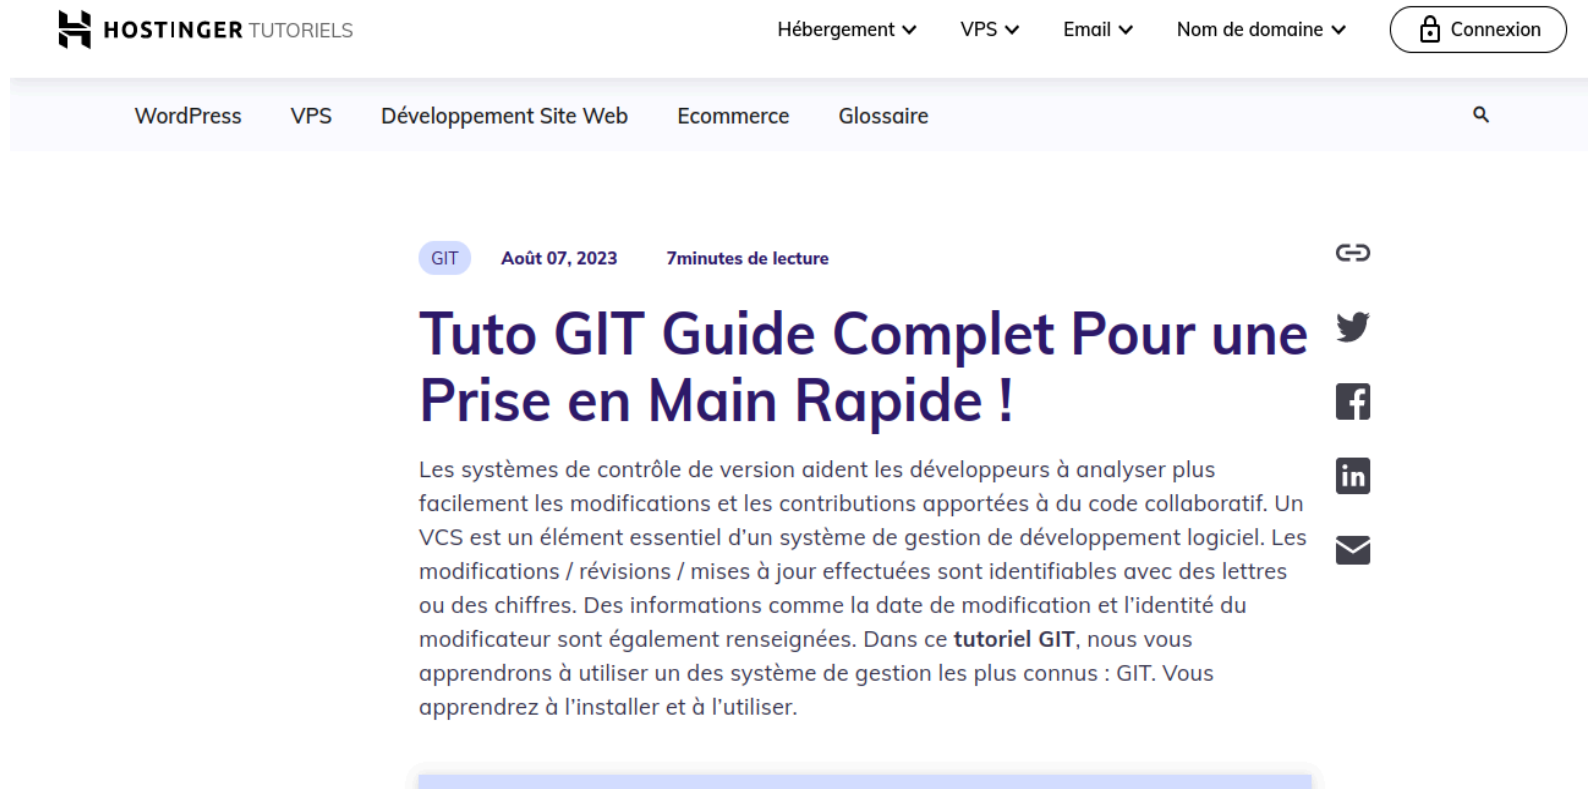 HOSTINGER TUTORIELS
Hébergement
VPS
Email
Nom de domaine
Connexion
WordPress
VPS
Développement Site Web
Ecommerce
Glossaire
GIT
Août 07, 2023
7minutes de lecture
Tuto GIT Guide Complet Pour une
Prise en Main Rapide !
Les systèmes de contrôle de version aident les développeurs à analyser plus
facilement les modifications et les contributions apportées à du code collaboratif. Un
VCS est un élément essentiel d’un système de gestion de développement logiciel. Les
modifications / révisions / mises à jour effectuées sont identifiables avec des lettres
ou des chiffres. Des informations comme la date de modification et l’identité du
modificateur sont également renseignées. Dans ce tutoriel GIT, nous vous
apprendrons à utiliser un des système de gestion les plus connus : GIT. Vous
apprendrez à l’installer et à l’utiliser.